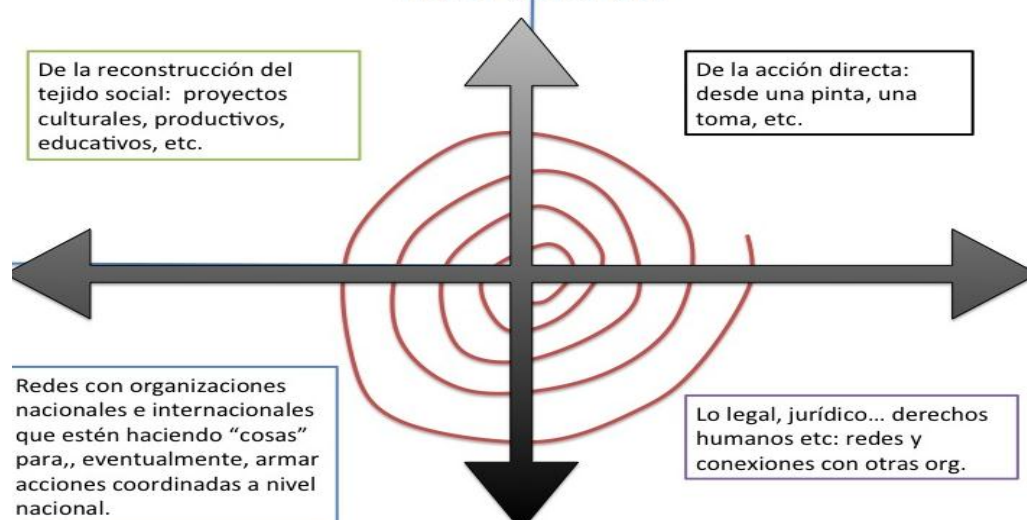 De la reconstrucción del
tejido social:  proyectos
culturales, productivos,
educativos, etc.
De la acción directa:
desde una pinta, una
toma, etc.
Redes con organizaciones
nacionales e internacionales
que estén haciendo “cosas”
para,, eventualmente, armar
acciones coordinadas a nivel
nacional.
Lo legal, jurídico... derechos
humanos etc: redes y
conexiones con otras org.